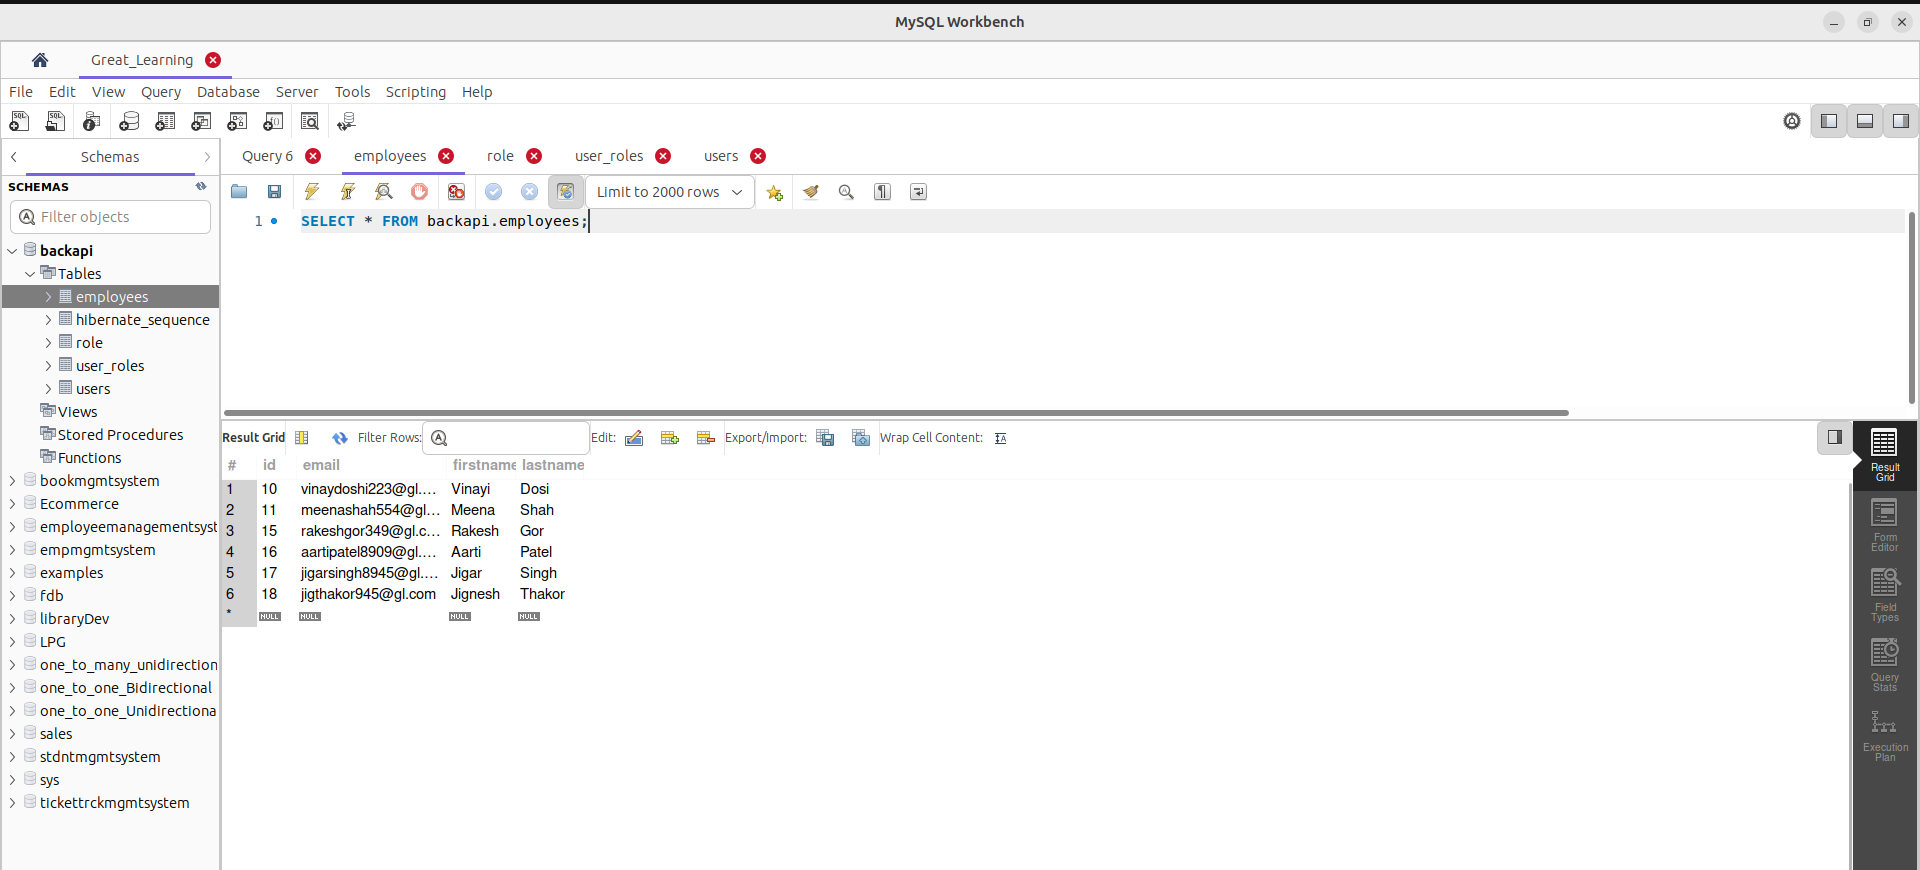 MySQL Workbench
Great_Learning
File Edit View Query Database Server Tools Scripting Help
Schemas
SCHEMAS
Filter objects
backapi
Tables
employees
hibernate_sequence
role
user_roles
users
Views
Stored Procedures
Functions
bookmgmtsystem
Ecommerce
employeemanagementsyst
empmgmtsystem
examples
fdb
libraryDev
LPG
one_to_many_unidirection
one_to_one_Bidirectional
one_to_one_Unidirectiona
sales
stdntmgmtsystem
sys
tickettrckmgmtsystem
Query 6 employees role user_roles users
Limit to 2000 rows
1 SELECT * FROM backapi.employees;
Result Grid Filter Rows: Edit: Export/Import: Wrap Cell Content:
# id email firstname lastname
1 10 vinaydoshi223@gl.... Vinayi Dosi
2 11 meenashah554@gl... Meena Shah
3 15 rakeshgor349@gl.c... Rakesh Gor
4 16 aartipatel8909@gl.... Aarti Patel
5 17 jigarsingh8945@gl.... Jigar Singh
6 18 jigthakor945@gl.com Jignesh Thakor
* NULL NULL NULL NULL
Result
Grid
Form
Editor
Field
Types
Query
Stats
Execution
Plan